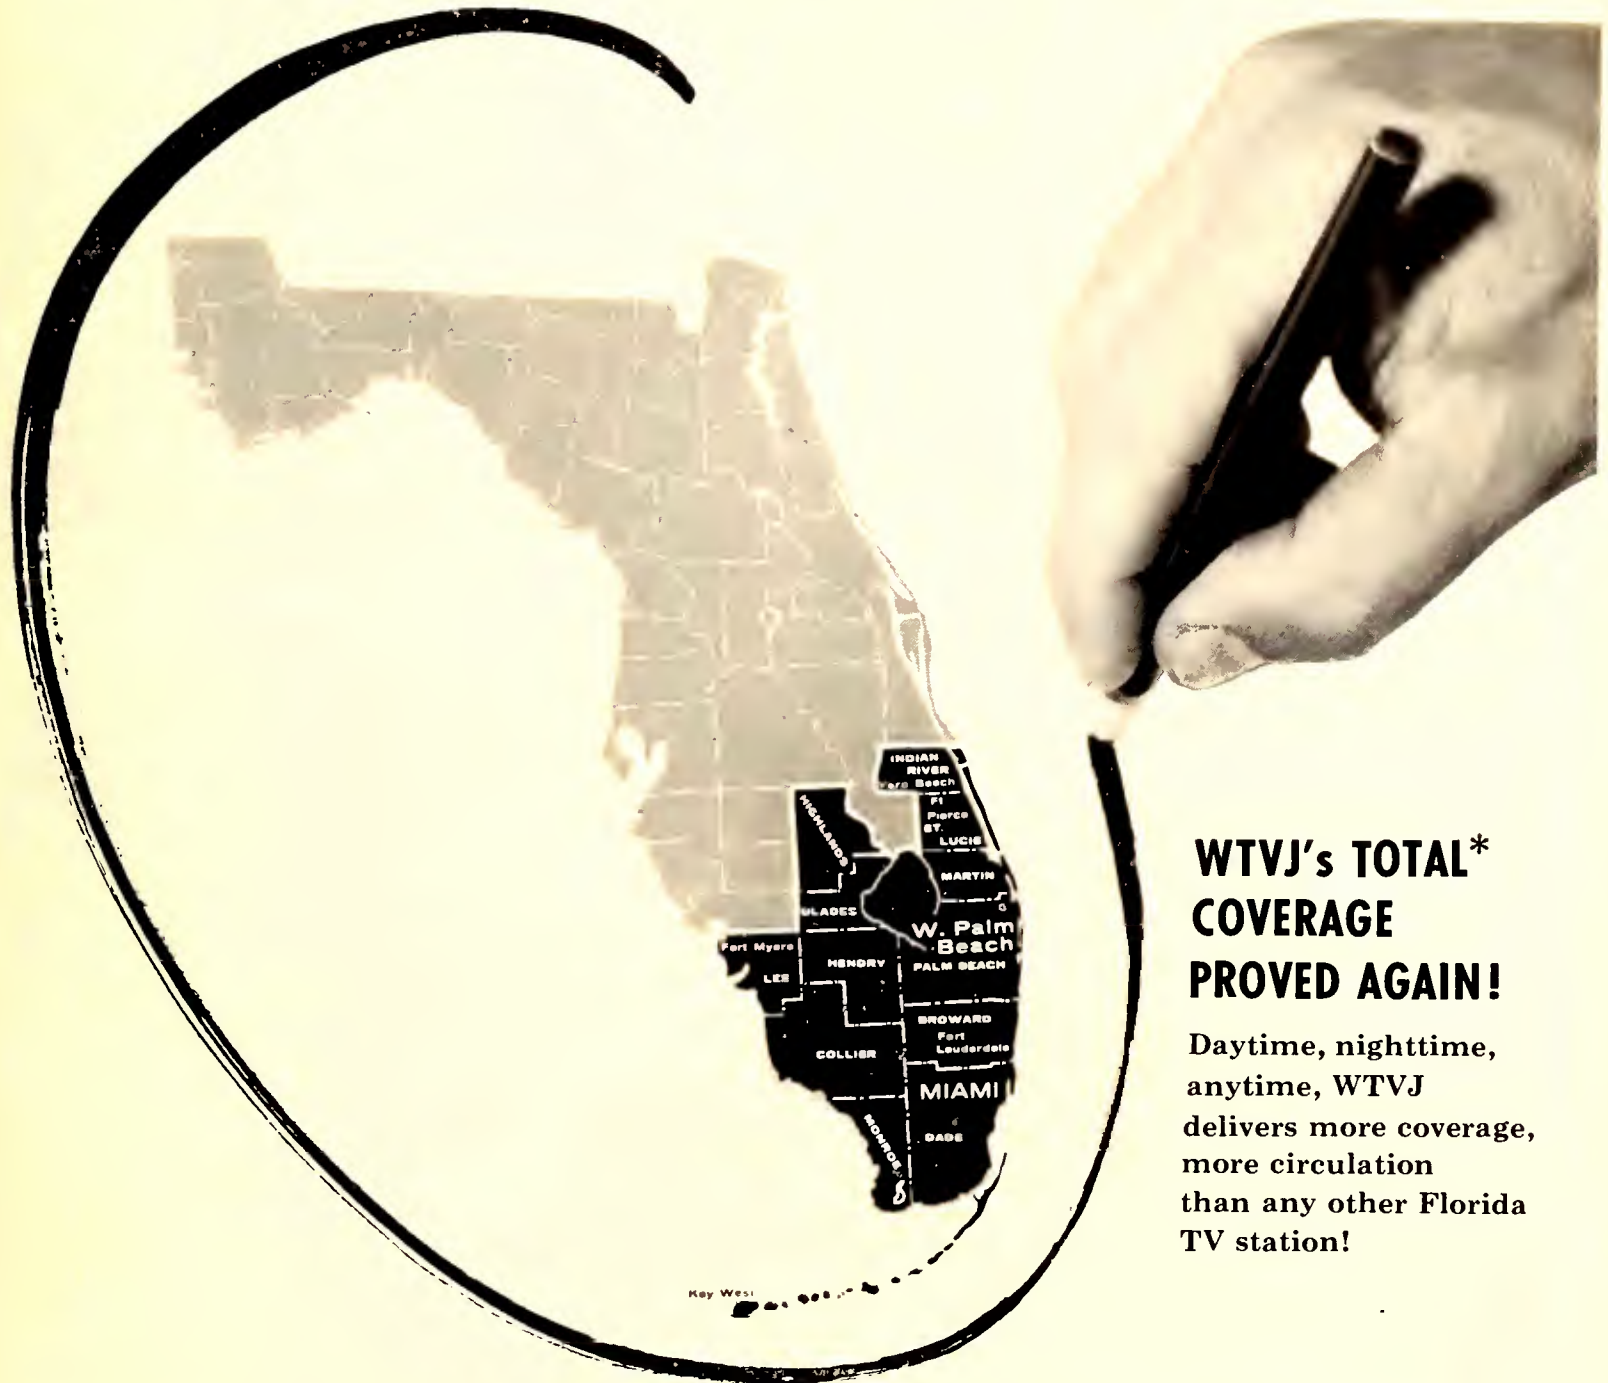 INDIAN
RIVER
Vero Beach
Ft
Pierce
ST.
LUCIE
HIGHLANDS
MARTIN
GLADES
W. Palm
Beach
Fort Myers
LEE
HENDRY
PALM BEACH
BROWARD
Fort
Lauderdale
COLLIER
MIAMI
MONROE
DADE
Key West
WTVJ's TOTAL*
COVERAGE
PROVED AGAIN!
Daytime, nighttime,
anytime, WTVJ
delivers more coverage,
more circulation
than any other Florida
TV station!